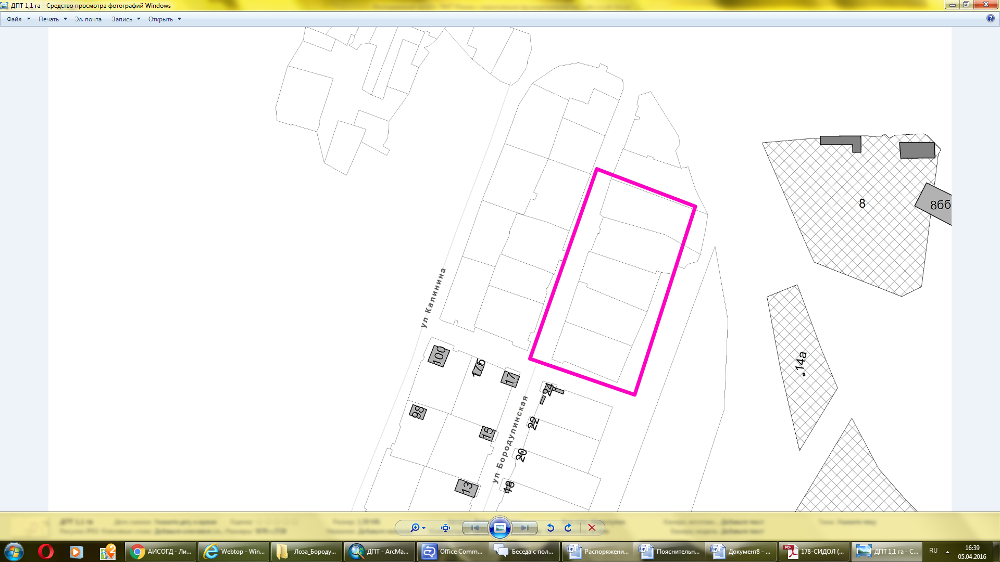 ДПТ 1,1 га - Средство просмотра фотографий Windows
Файл Печать Эл. почта Запись Открыть
8
8бб
ул Калинина
100
17б
17
14а
24
98
22
15
ул Бородулинская
20
13
18
АИСОГД - Ли...
Webtop - Win...
Лоза_Бороду...
ДПТ - ArcMa...
Office Comm...
Беседа с пол...
Распоряжени...
Пояснительн...
Документ8 - ...
178-СИДОЛ (...
ДПТ 1,1 га - С...
RU
16:39
05.04.2016